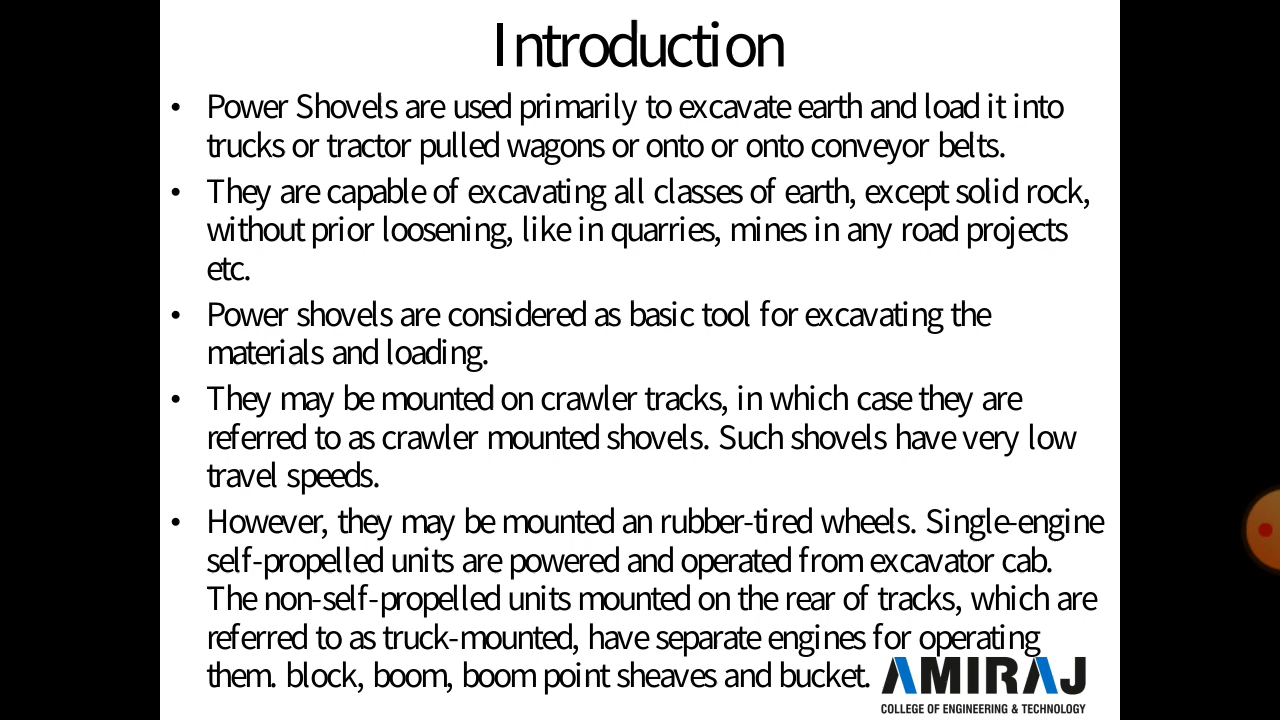 Introduction
• Power Shovels are used primarily to excavate earth and load it into
trucks or tractor pulled wagons or onto or onto conveyor belts.
• They are capable of excavating all classes of earth, except solid rock,
without prior loosening, like in quarries, mines in any road projects
etc.
• Power shovels are considered as basic tool for excavating the
materials and loading.
• They may be mounted on crawler tracks, in which case they are
referred to as crawler mounted shovels. Such shovels have very low
travel speeds.
• However, they may be mounted an rubber-tired wheels. Single-engine
self-propelled units are powered and operated from excavator cab.
The non-self-propelled units mounted on the rear of tracks, which are
referred to as truck-mounted, have separate engines for operating
them. block, boom, boom point sheaves and bucket.
AMIRAJ
COLLEGE OF ENGINEERING & TECHNOLOGY